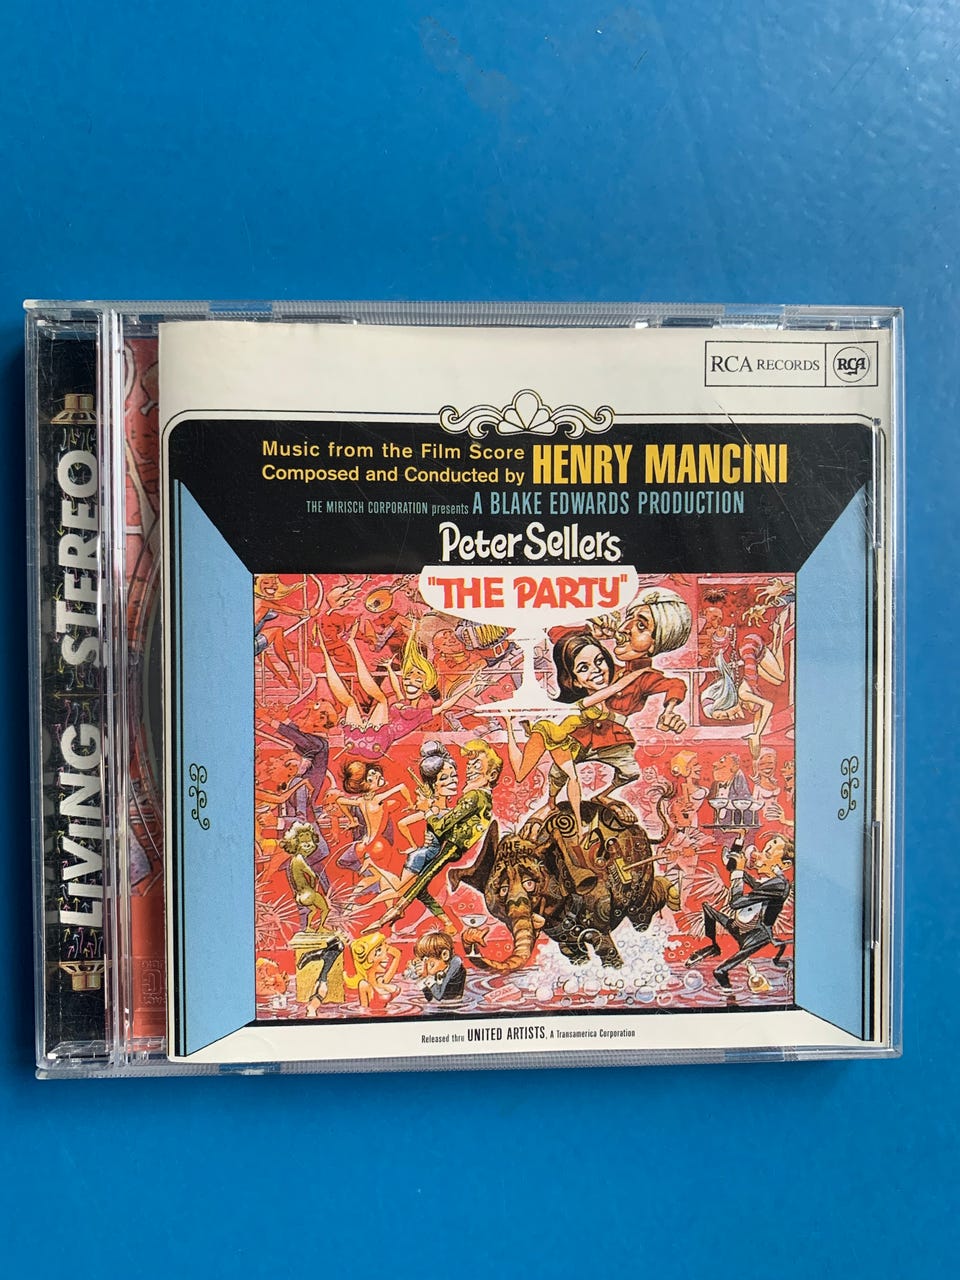 LIVING STEREO
RCA RECORDS RCA
Music from the Film Score
Composed and Conducted by HENRY MANCINI
THE MIRISCH CORPORATION presents A BLAKE EDWARDS PRODUCTION
Peter Sellers
"THE PARTY"
Released thru UNITED ARTISTS, A Transamerica Corporation